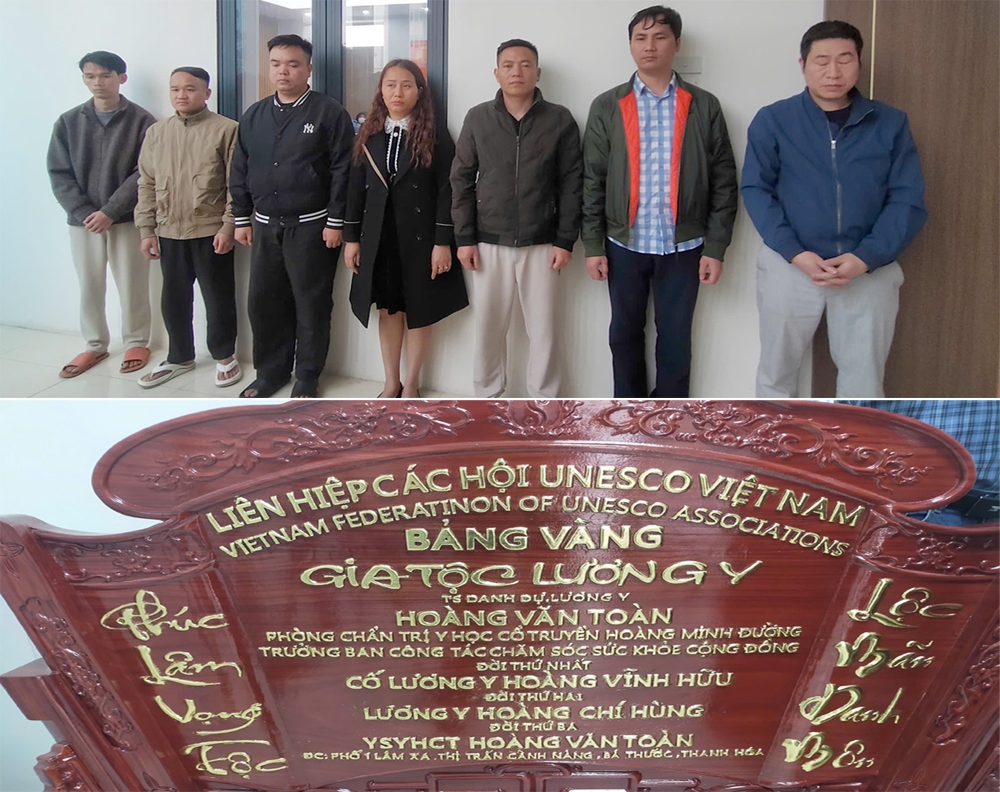 NY
LIÊN HIỆP CÁC HỘI UNESCO VIỆT NAM
VIETNAM FEDERATINON OF UNESCO ASSOCIATIONS
BẢNG VÀNG
GIA TỘC LƯƠNG Y
TS DANH DỰ, LƯƠNG Y
HOÀNG VĂN TOÀN
PHÒNG CHẨN TRỊ Y HỌC CỔ TRUYỀN HOÀNG MINH ĐƯỜNG
TRƯỞNG BAN CÔNG TÁC CHĂM SÓC SỨC KHỎE CỘNG ĐỒNG
ĐỜI THỨ NHẤT
CỐ LƯƠNG Y HOÀNG VĨNH HỮU
ĐỜI THỨ HAI
LƯƠNG Y HOÀNG CHÍ HÙNG
ĐỜI THỨ BA
YSYHCT HOÀNG VĂN TOÀN
ĐC: PHỐ 1 LÂM XA . THỊ TRẤN CÀNH NÀNG , BÁ THƯỚC , THANH HÓA
Phúc
Lâm
Vọng
Tộc
Lộc
Mãn
Danh
Môn